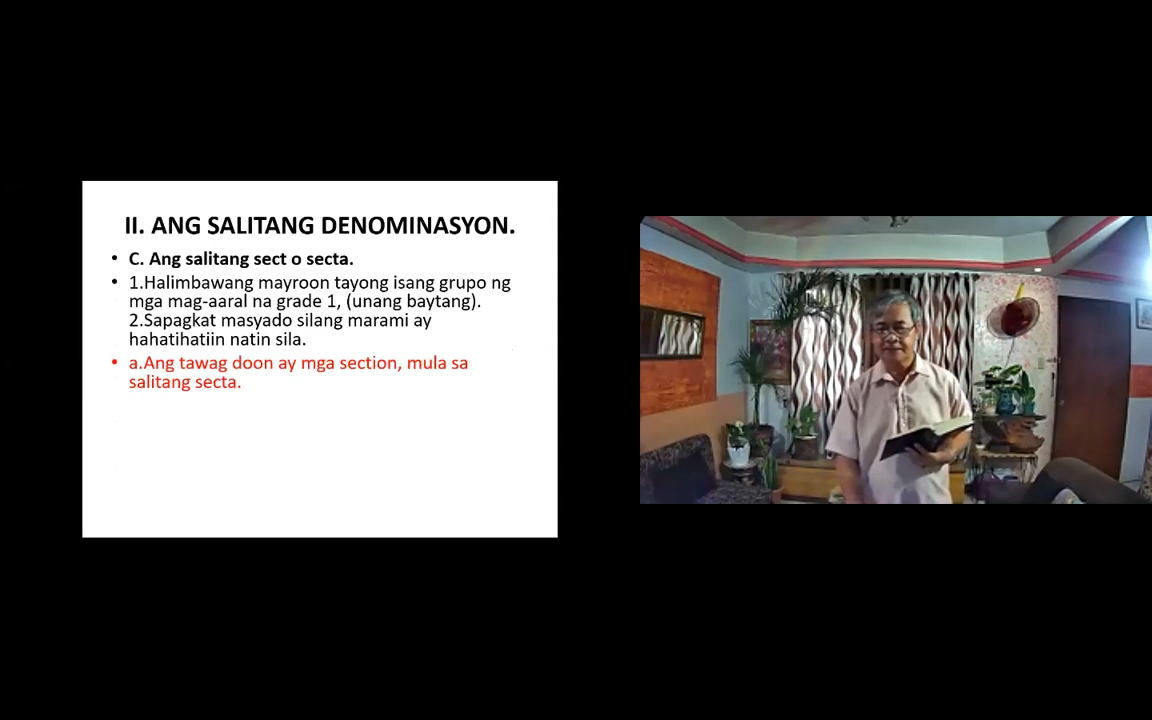 II. ANG SALITANG DENOMINASYON.
• C. Ang salitang sect o secta.
• 1.Halimbawang mayroon tayong isang grupo ng
mga mag-aaral na grade 1, (unang baytang).
2.Sapagkat masyado silang marami ay
hahatihatiin natin sila.
• a.Ang tawag doon ay mga section, mula sa
salitang secta.